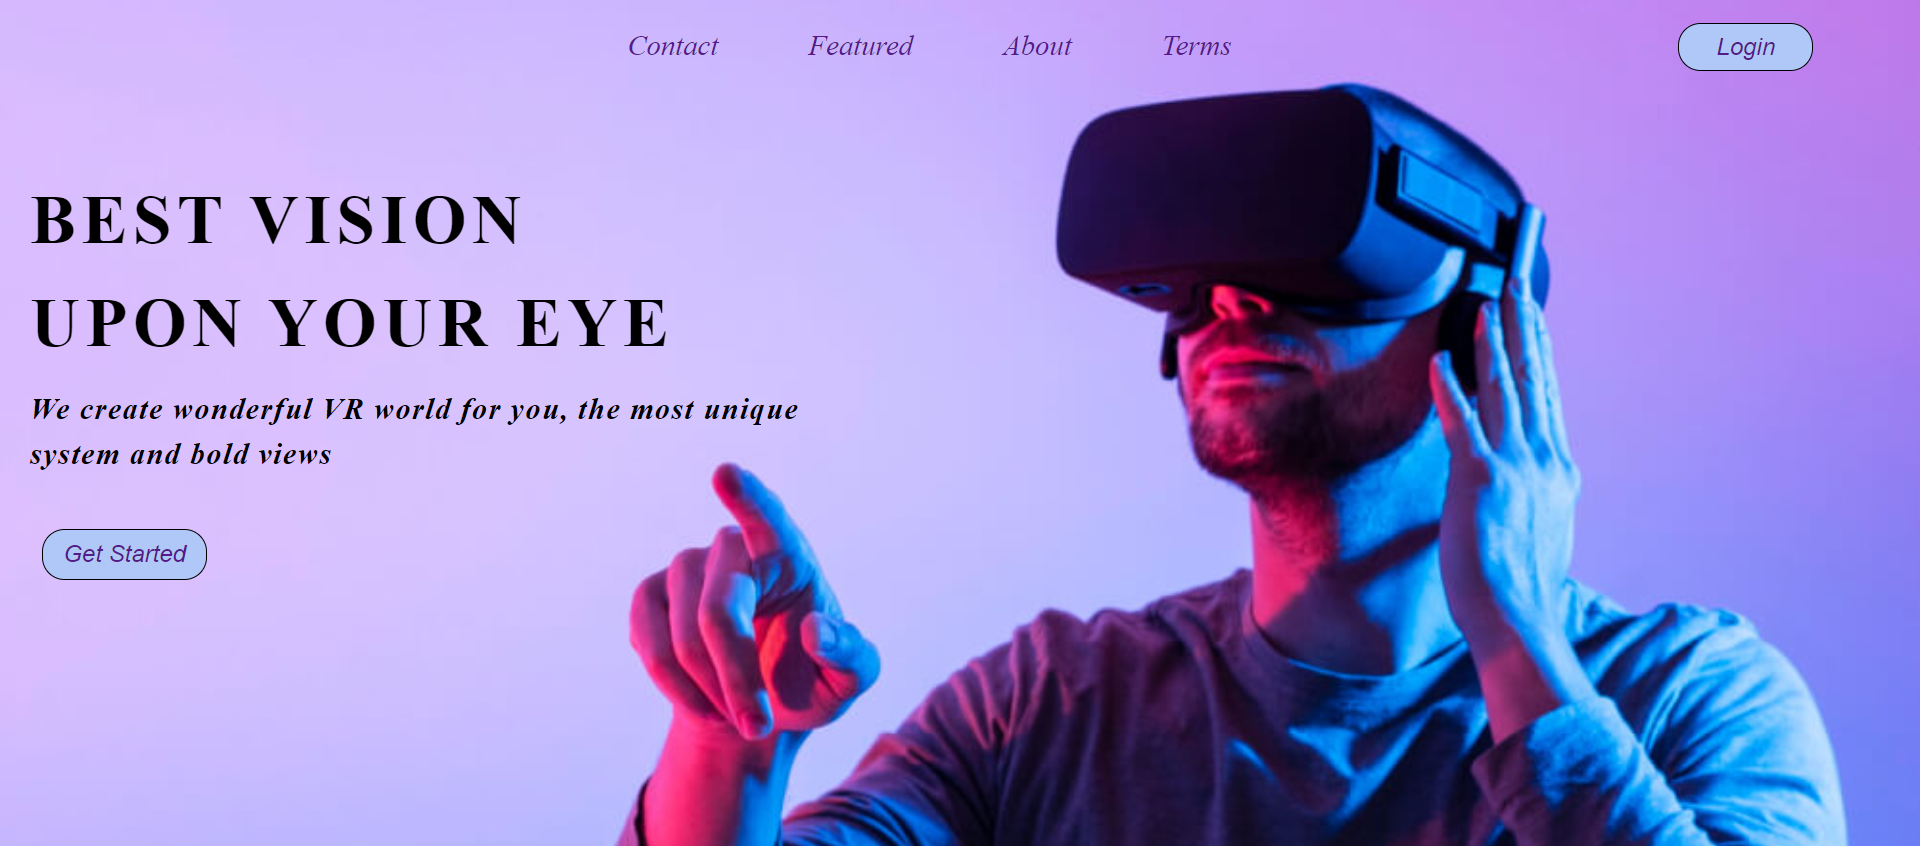 Contact Featured About Terms Login
BEST VISION
UPON YOUR EYE
We create wonderful VR world for you, the most unique
system and bold views
Get Started